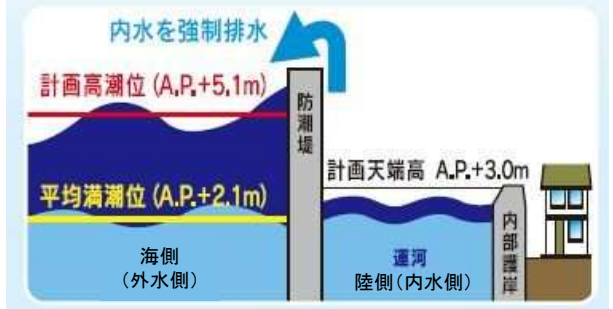 内水を強制排水
計画高潮位(A.P.+5.1m)
防潮堤
計画天端高 A.P.+3.0m
平均満潮位(A.P.+2.1m)
海側
(外水側)
運河
陸側(内水側)
内部護岸